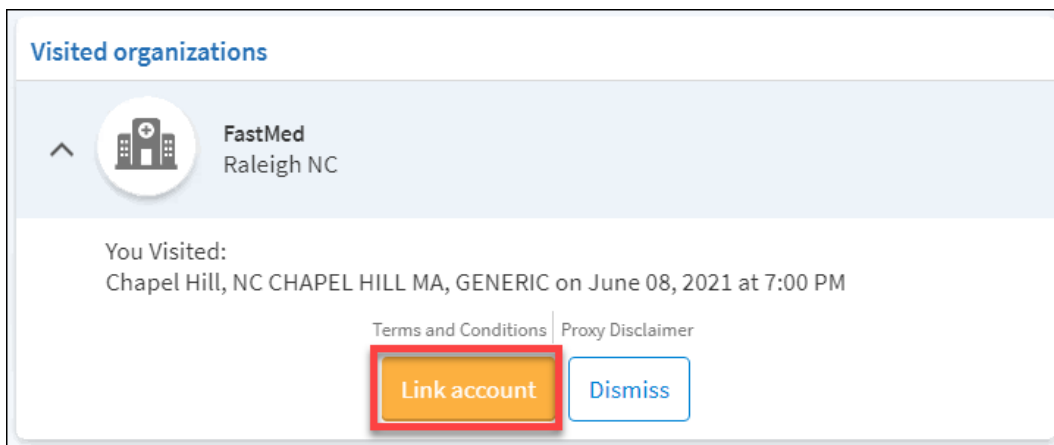 Visited organizations
FastMed
Raleigh NC
You Visited:
Chapel Hill, NC CHAPEL HILL MA, GENERIC on June 08, 2021 at 7:00 PM
Terms and Conditions Proxy Disclaimer
Link account Dismiss